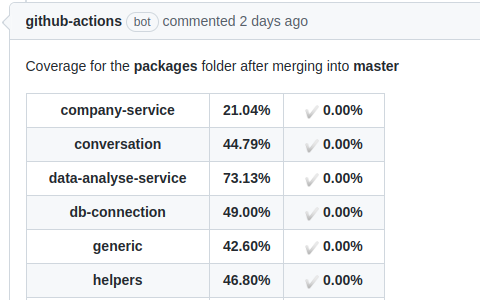 github-actions bot commented 2 days ago
Coverage for the packages folder after merging into master
company-service 21.04% ✔ 0.00%
conversation 44.79% ✔ 0.00%
data-analyse-service 73.13% ✔ 0.00%
db-connection 49.00% ✔ 0.00%
generic 42.60% ✔ 0.00%
helpers 46.80% ✔ 0.00%